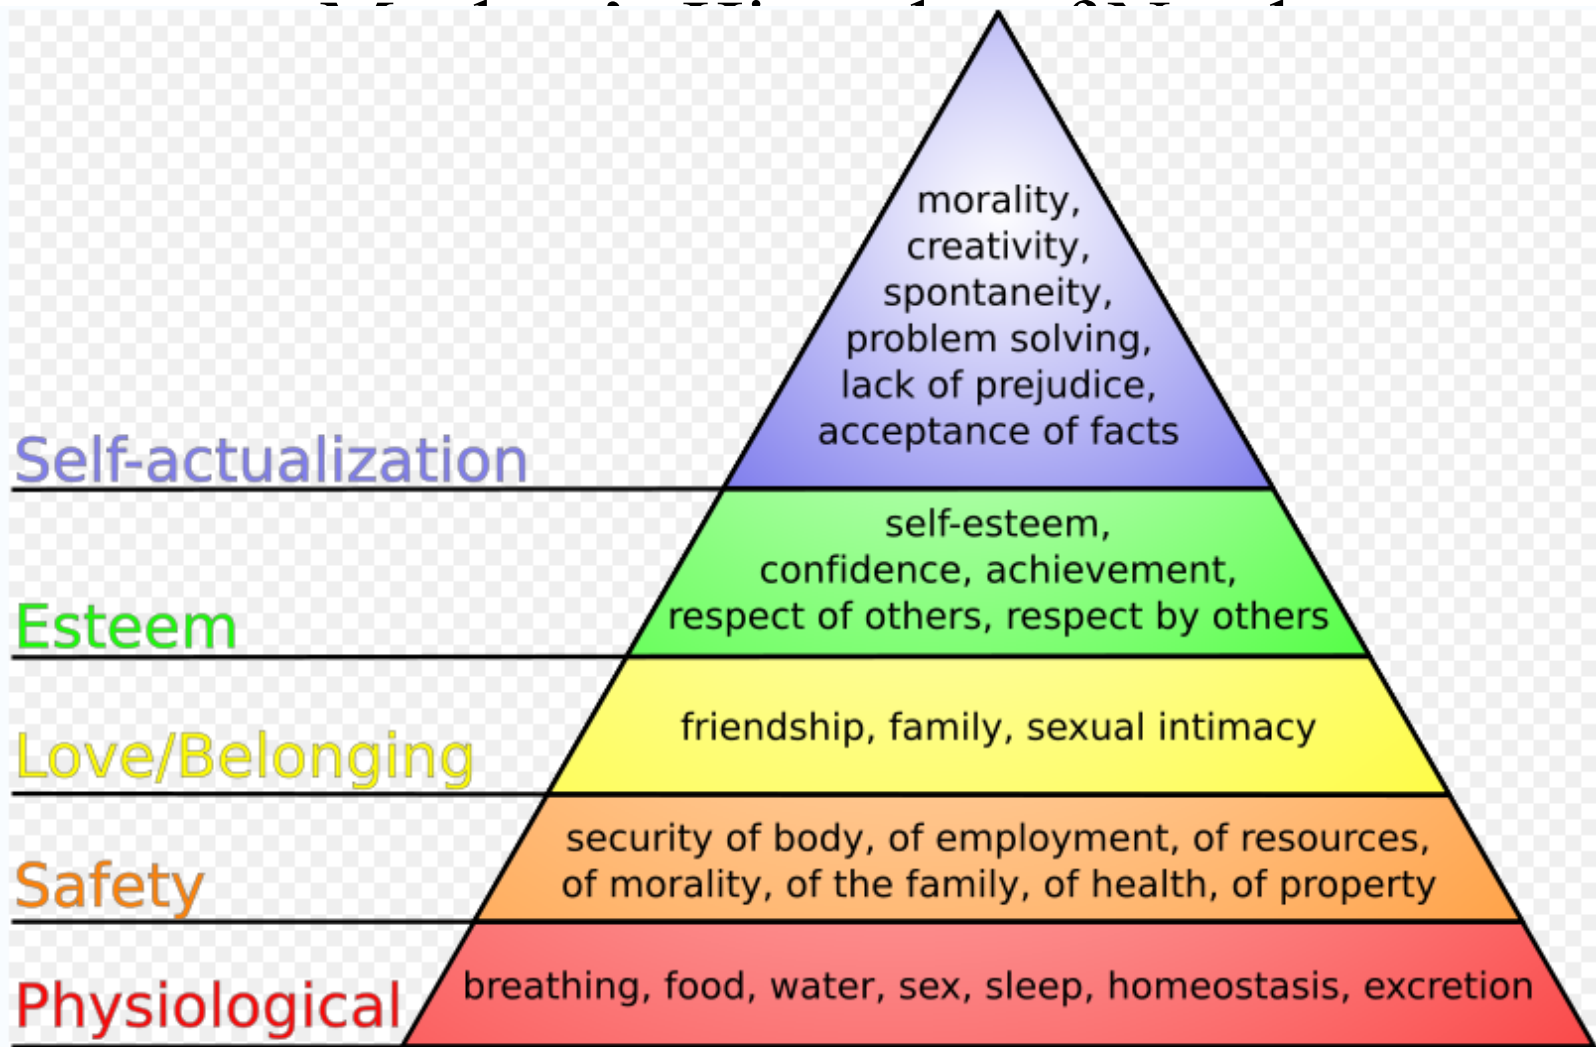 morality,
creativity,
spontaneity,
problem solving,
lack of prejudice,
acceptance of facts
Self-actualization
self-esteem,
confidence, achievement,
respect of others, respect by others
Esteem
friendship, family, sexual intimacy
Love/Belonging
security of body, of employment, of resources,
of morality, of the family, of health, of property
Safety
breathing, food, water, sex, sleep, homeostasis, excretion
Physiological